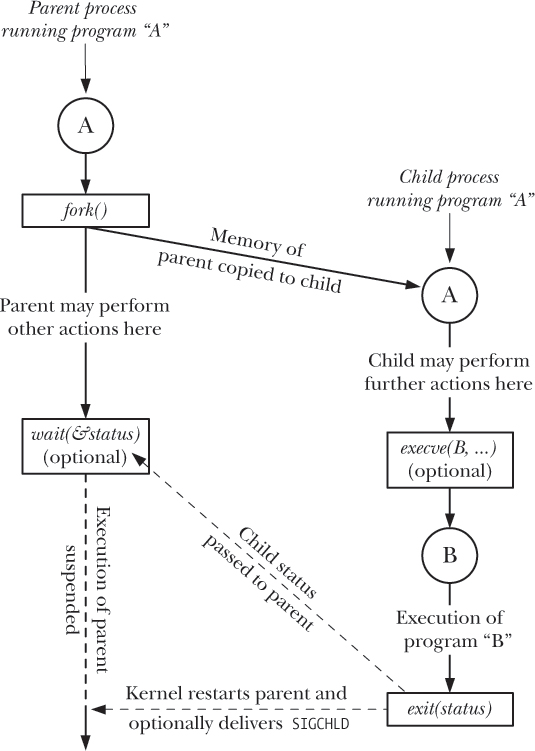 Parent process
running program “A”
A
fork()
Child process
running program “A”
Memory of
parent copied to child
A
Parent may perform
other actions here
Child may perform
further actions here
wait(&status)
(optional)
execve(B, ...)
(optional)
Execution of parent
suspended
Child status
passed to parent
B
Execution of
program “B”
Kernel restarts parent and
optionally delivers SIGCHLD
exit(status)